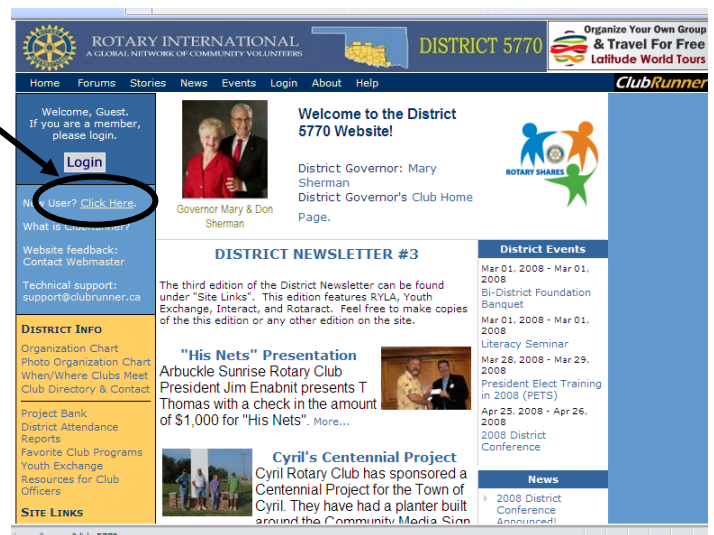 ROTARY INTERNATIONAL
A GLOBAL NETWORK OF COMMUNITY VOLUNTEERS
DISTRICT 5770
Organize Your Own Group
& Travel For Free
Latitude World Tours
Home Forums Stories News Events Login About Help
ClubRunner
Welcome, Guest.
If you are a member,
please login.
Login
New User? Click Here.
What is ClubRunner?
Website feedback:
Contact Webmaster
Technical support:
support@clubrunner.ca
DISTRICT INFO
Organization Chart
Photo Organization Chart
When/Where Clubs Meet
Club Directory & Contact
Project Bank
District Attendance
Reports
Favorite Club Programs
Youth Exchange
Resources for Club
Officers
SITE LINKS
Governor Mary & Don
Sherman
Welcome to the District
5770 Website!
District Governor: Mary
Sherman
District Governor's Club Home
Page.
ROTARY SHARES
DISTRICT NEWSLETTER #3
The third edition of the District Newsletter can be found
under "Site Links". This edition features RYLA, Youth
Exchange, Interact, and Rotaract. Feel free to make copies
of the this edition or any other edition on the site.
"His Nets" Presentation
Arbuckle Sunrise Rotary Club
President Jim Enabnit presents T
Thomas with a check in the amount
of $1,000 for "His Nets". More...
Cyril's Centennial Project
Cyril Rotary Club has sponsored a
Centennial Project for the Town of
Cyril. They have had a planter built
around the Community Media Sign
District Events
Mar 01, 2008 - Mar 01,
2008
Bi-District Foundation
Banquet
Mar 01, 2008 - Mar 01,
2008
Literacy Seminar
Mar 28, 2008 - Mar 29,
2008
President Elect Training
in 2008 (PETS)
Apr 25, 2008 - Apr 26,
2008
2008 District
Conference
News
2008 District
Conference
Announced!